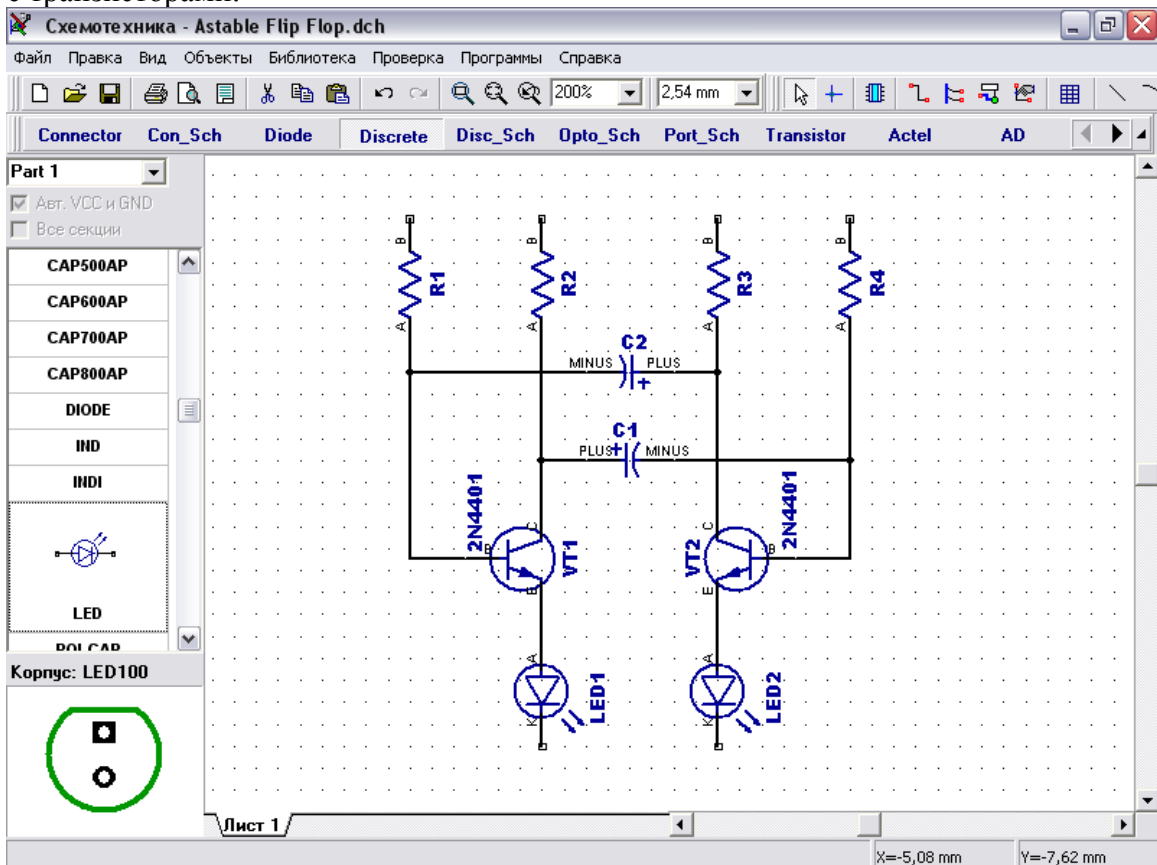 с транзисторами.
Схемотехника - Astable Flip Flop.dch
Файл Правка Вид Объекты Библиотека Проверка Программы Справка
200% 2,54 mm
Connector Con_Sch Diode Discrete Disc_Sch Opto_Sch Port_Sch Transistor Actel AD
Part 1
Авт. VCC и GND
Все секции
CAP500AP
CAP600AP
CAP700AP
CAP800AP
DIODE
IND
INDI
LED
POLCAP
Корпус: LED100
B B B B
R1 R2 R3 R4
A A A A
C2
MINUS PLUS
+
C1
PLUS + MINUS
2N4401 2N4401
C C
B B
VT1 VT2
E E
A A
LED1 LED2
K K
Лист 1
X=-5,08 mm Y=-7,62 mm